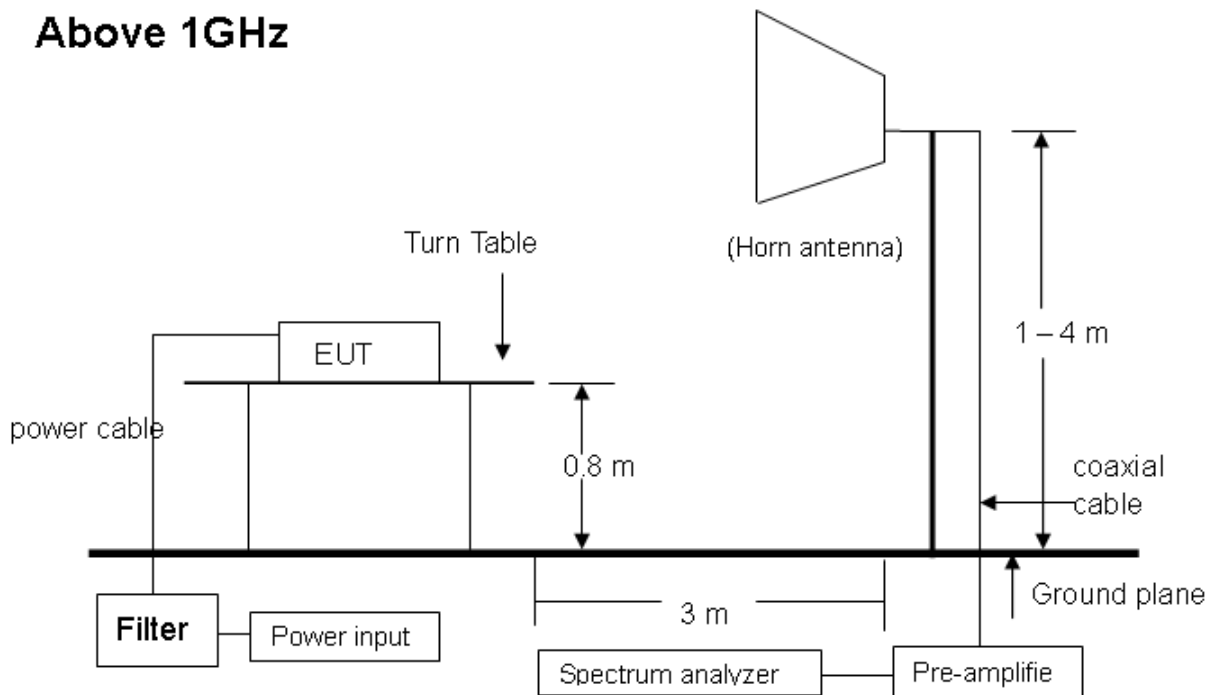 Above 1GHz
(Horn antenna)
Turn Table
1 – 4 m
EUT
power cable
0.8 m
coaxial
cable
Ground plane
3 m
Filter
Power input
Spectrum analyzer
Pre-amplifie